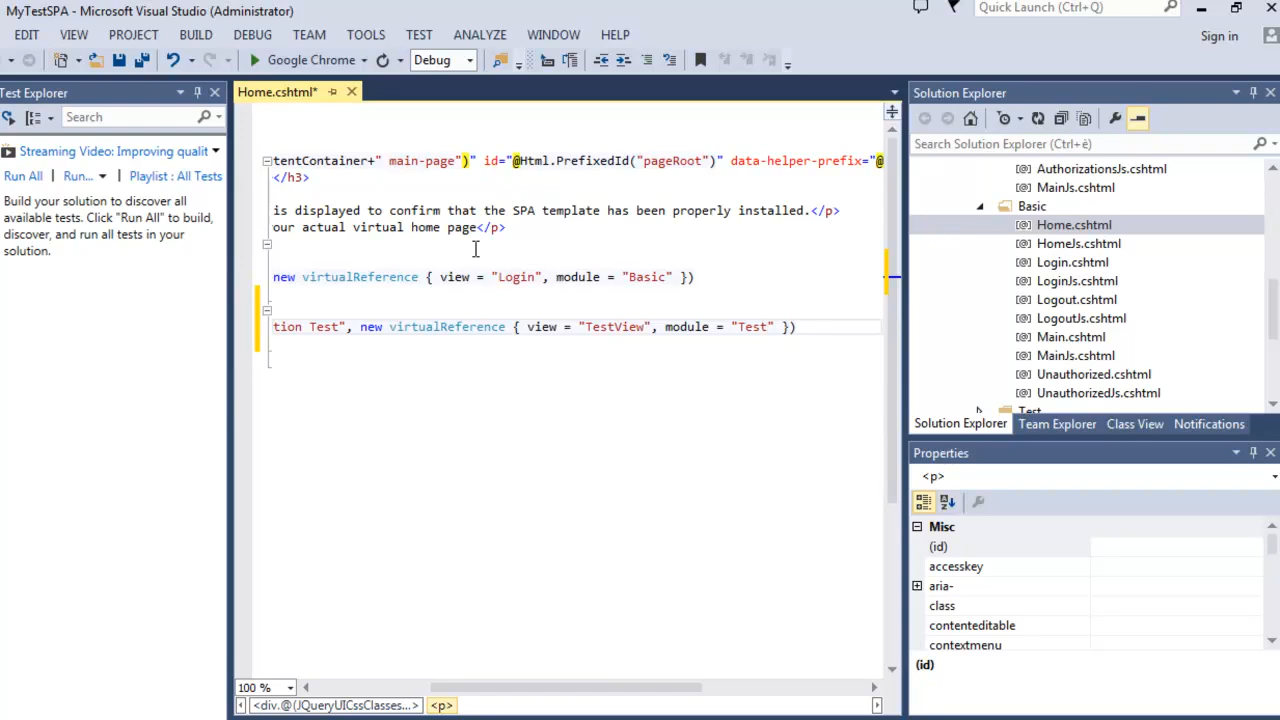 MyTestSPA - Microsoft Visual Studio (Administrator)
Quick Launch (Ctrl+Q)
EDIT VIEW PROJECT BUILD DEBUG TEAM TOOLS TEST ANALYZE WINDOW HELP
Sign in
Google Chrome
Debug
Test Explorer
Search
Streaming Video: Improving qualit
Run All Run... Playlist : All Tests
Build your solution to discover all
available tests. Click "Run All" to
build, discover, and run all tests in your
solution.
Home.cshtml*
tentContainer+" main-page")" id="@Html.PrefixedId("pageRoot")" data-helper-prefix="@
</h3>
is displayed to confirm that the SPA template has been properly installed.</p>
our actual virtual home page</p>
new virtualReference { view = "Login", module = "Basic" })
tion Test", new virtualReference { view = "TestView", module = "Test" })
100 %
<div.@(JQueryUICssClasses...> <p>
Solution Explorer
Search Solution Explorer (Ctrl+è)
AuthorizationsJs.cshtml
MainJs.cshtml
Basic
Home.cshtml
HomeJs.cshtml
Login.cshtml
LoginJs.cshtml
Logout.cshtml
LogoutJs.cshtml
Main.cshtml
MainJs.cshtml
Unauthorized.cshtml
UnauthorizedJs.cshtml
Test
Solution Explorer Team Explorer Class View Notifications
Properties
<p>
Misc
(id)
accesskey
aria-
class
contenteditable
contextmenu
(id)